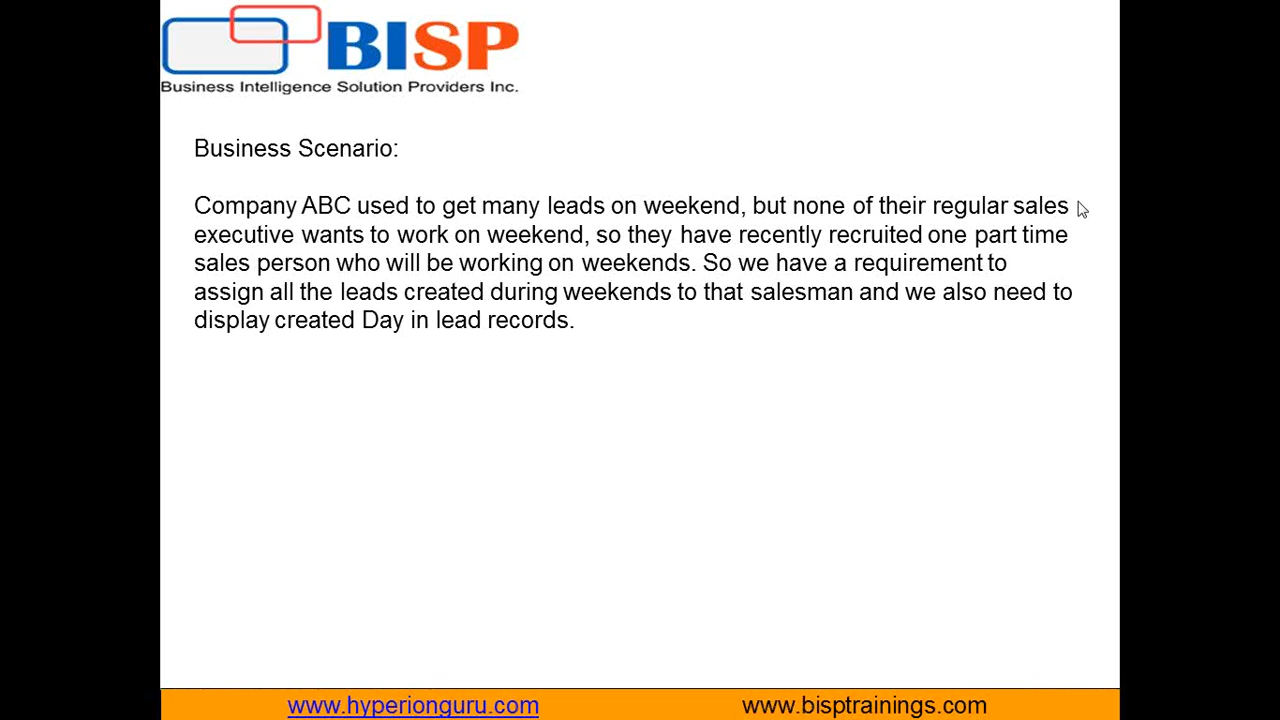 BISP
Business Intelligence Solution Providers Inc.
Business Scenario:
Company ABC used to get many leads on weekend, but none of their regular sales
executive wants to work on weekend, so they have recently recruited one part time
sales person who will be working on weekends. So we have a requirement to
assign all the leads created during weekends to that salesman and we also need to
display created Day in lead records.
www.hyperionguru.com
www.bisptrainings.com